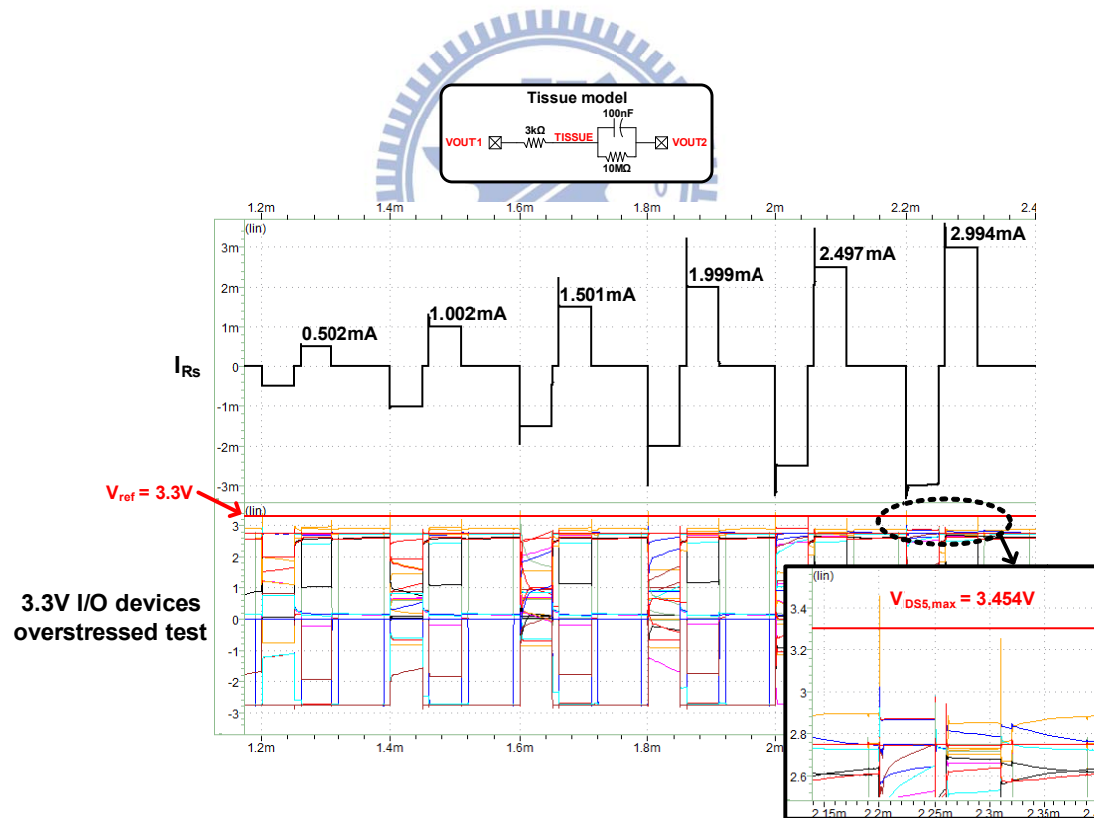 Tissue model
100nF
3kΩ
VOUT1 TISSUE VOUT2
10MΩ
1.2m 1.4m 1.6m 1.8m 2m 2.2m 2.4
(lin)
3m
2m
1m
0
-1m
-2m
-3m
I_Rs
0.502mA
1.002mA
1.501mA
1.999mA
2.497mA
2.994mA
V_ref = 3.3V
(lin)
3
2
1
0
-1
-2
-3
3.3V I/O devices
overstressed test
1.2m 1.4m 1.6m 1.8m 2m
(lin)
V_DS5,max = 3.454V
3.4
3.2
3
2.8
2.6
2.15m 2.2m 2.25m 2.3m 2.35m